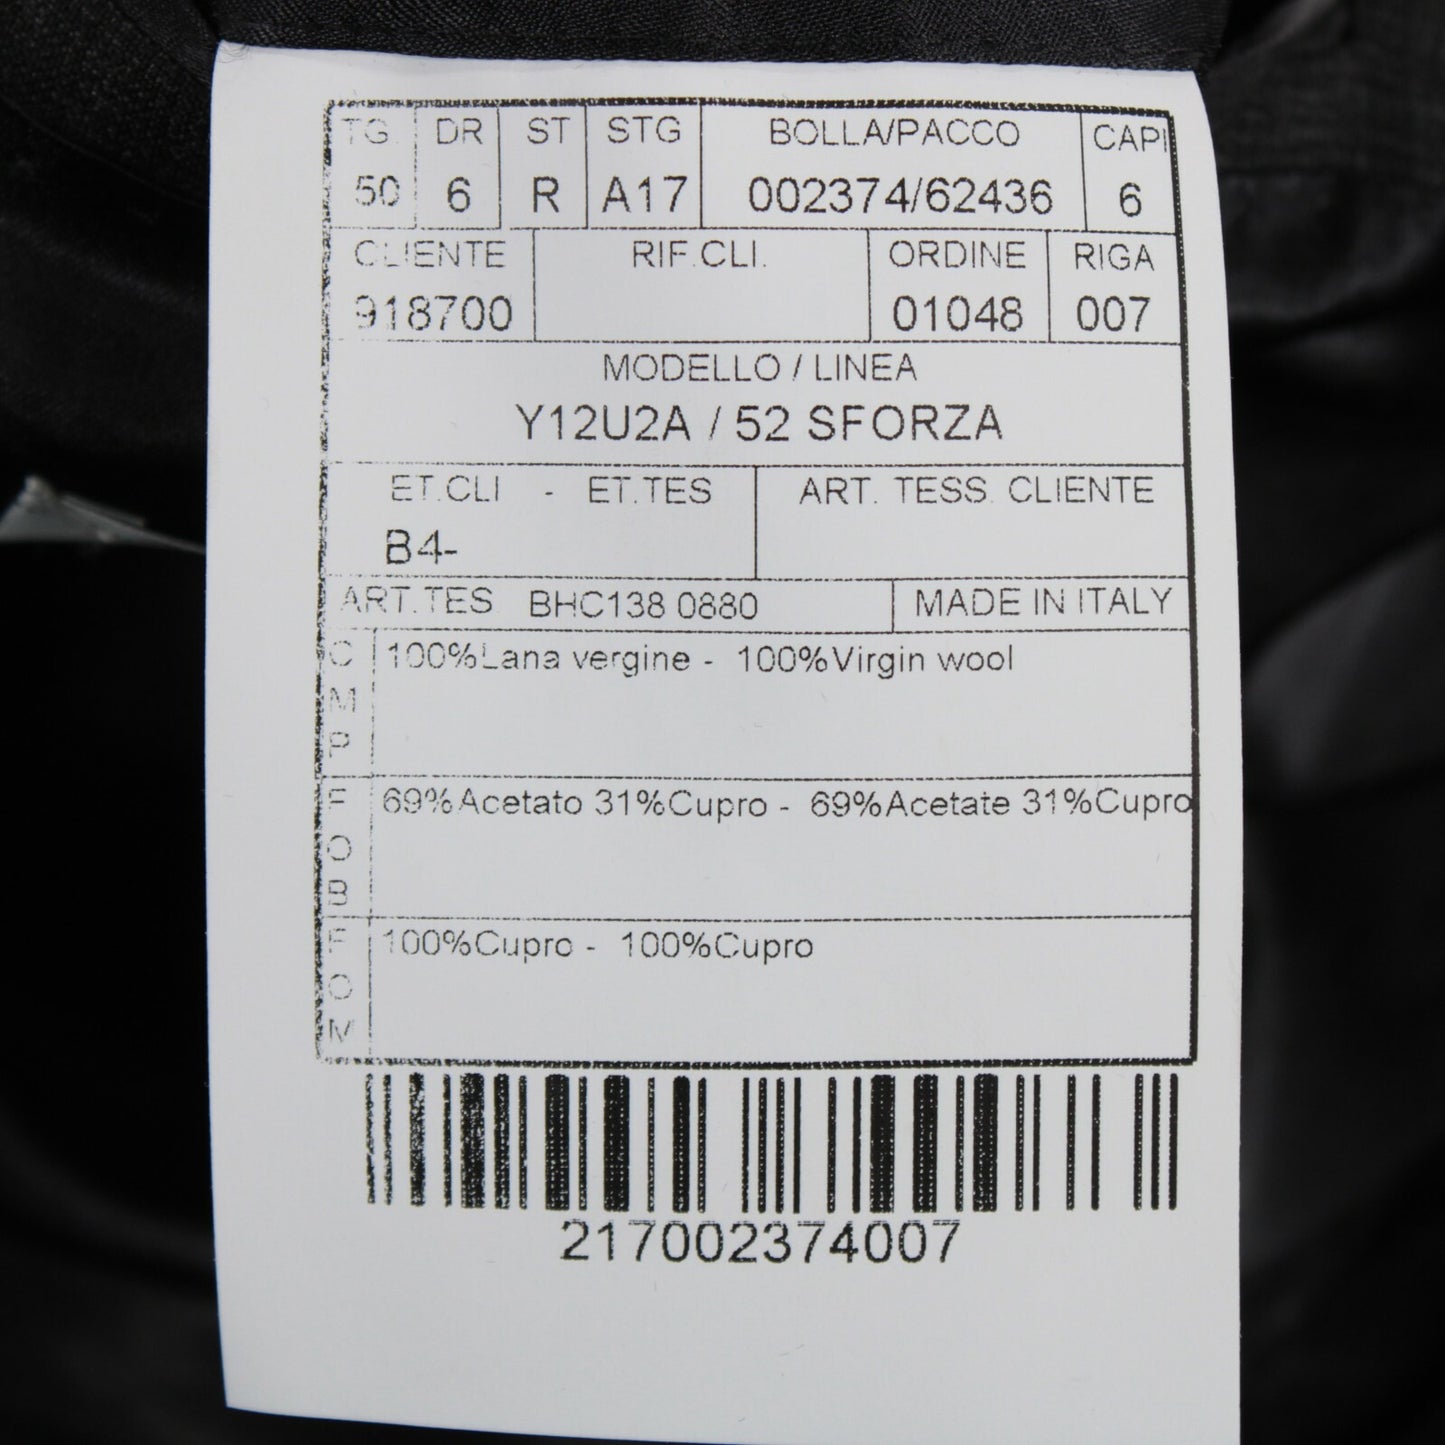 TG. DR ST STG BOLLA/PACCO CAPI
50 6 R A17 002374/62436 6
CLIENTE RIF.CLI. ORDINE RIGA
918700 01048 007
MODELLO / LINEA
Y12U2A / 52 SFORZA
ET.CLI - ET.TES ART. TESS. CLIENTE
B4-
ART.TES BHC138 0880 MADE IN ITALY
C 100%Lana vergine - 100%Virgin wool
M
P
F 69%Acetato 31%Cupro - 69%Acetate 31%Cupro
O
B
F 100%Cupro - 100%Cupro
O
M
217002374007